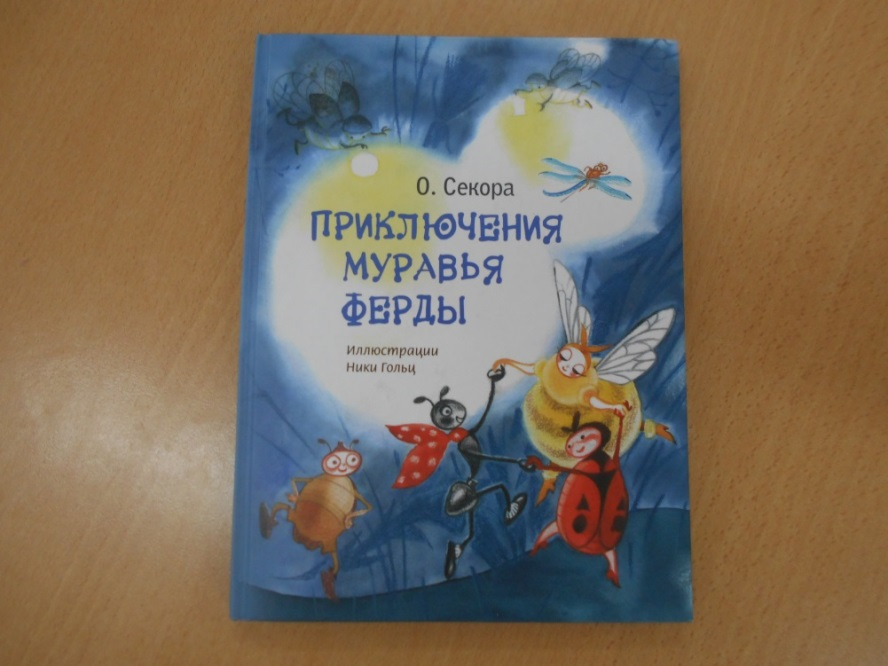 О. Секора
ПРИКЛЮЧЕНИЯ
МУРАВЬЯ
ФЕРДЫ
Иллюстрации
Ники Гольц